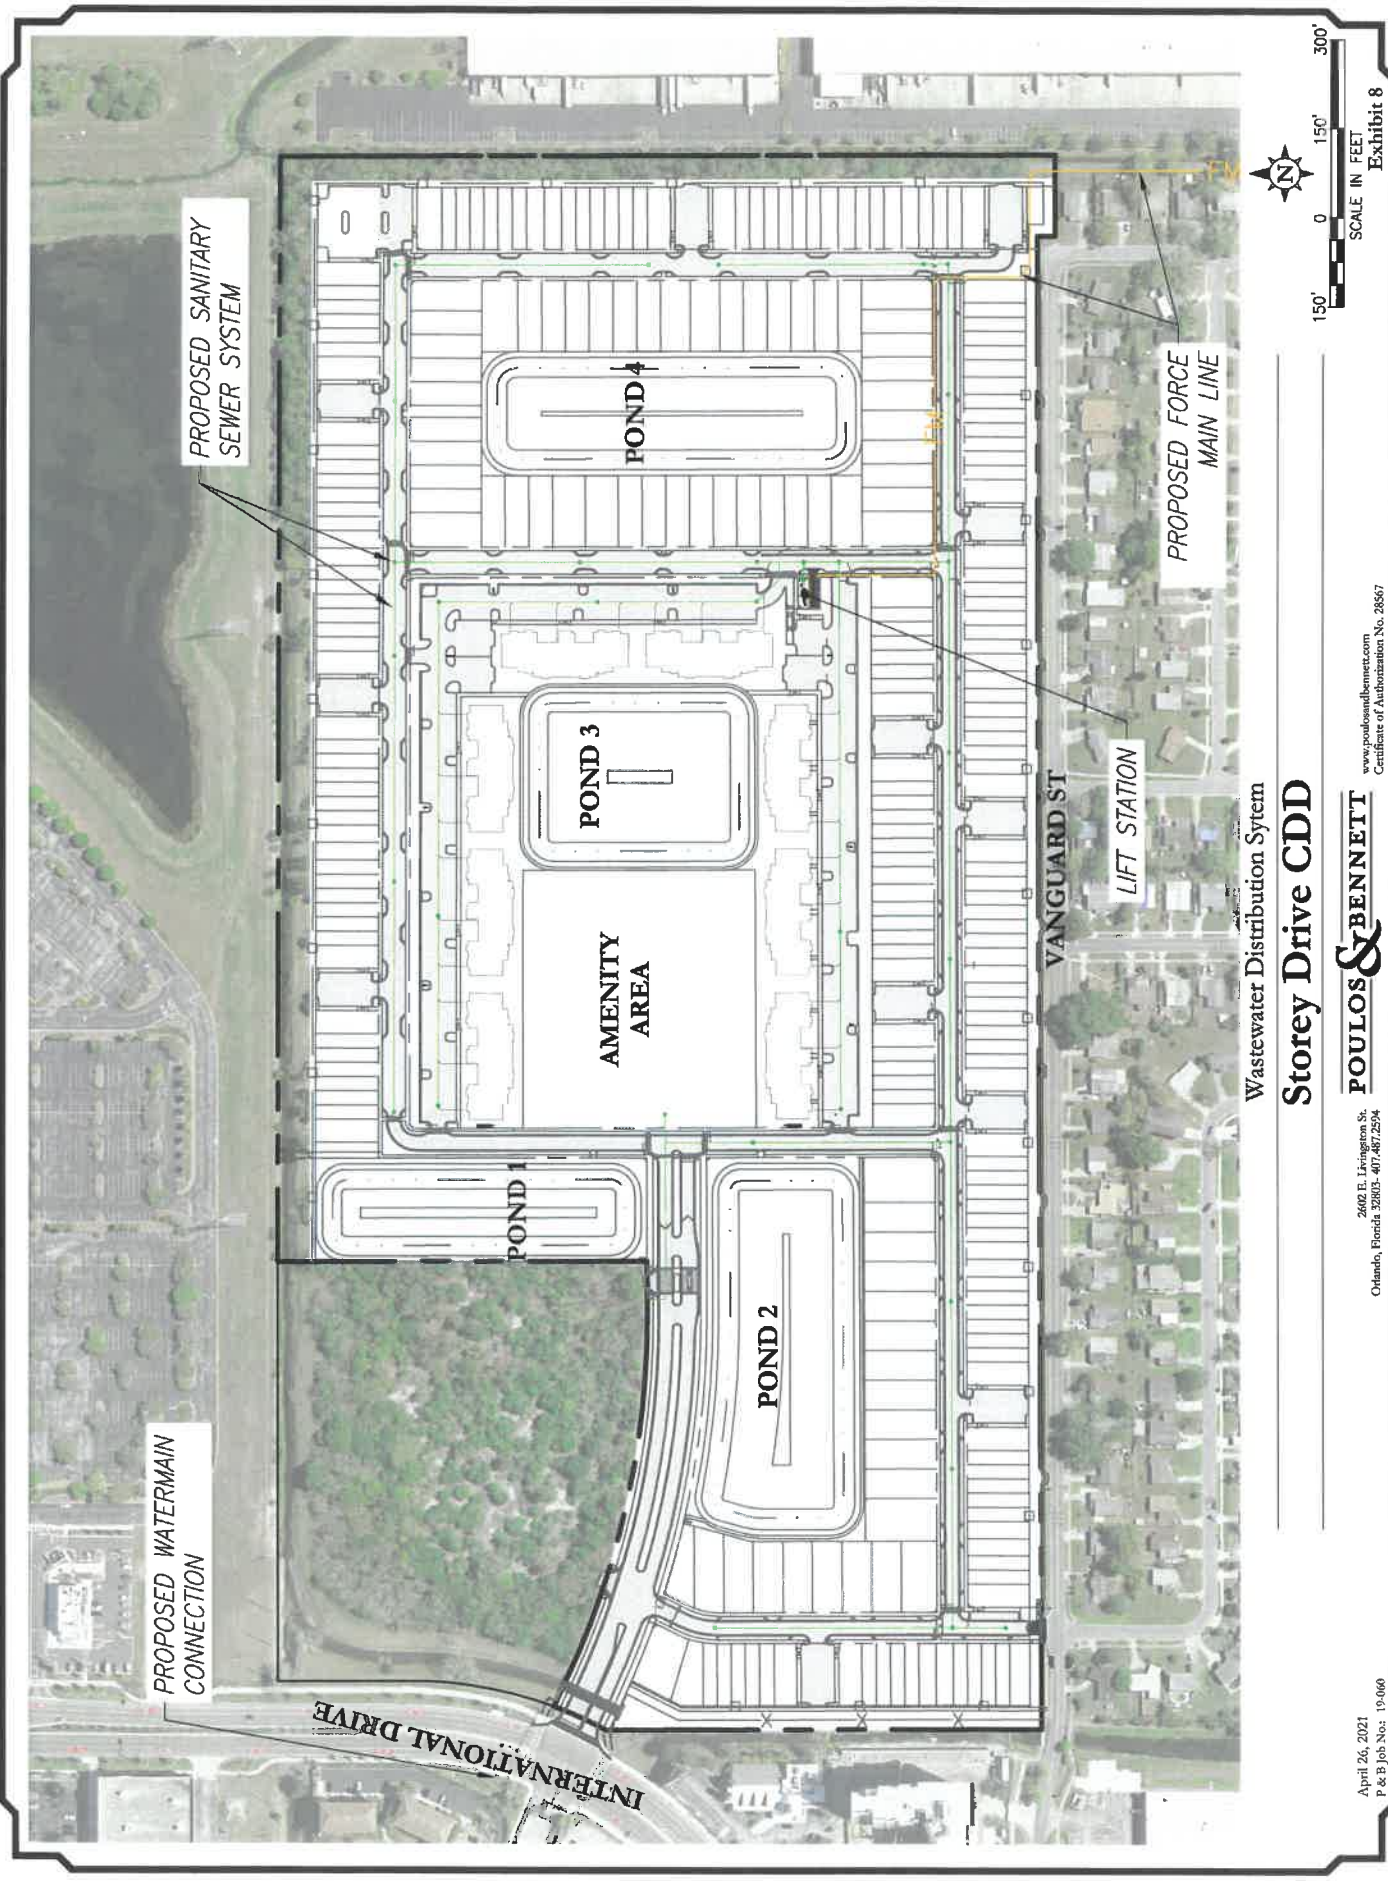 PROPOSED WATERMAIN
CONNECTION
PROPOSED SANITARY
SEWER SYSTEM
INTERNATIONAL DRIVE
POND 1
POND 2
AMENITY
AREA
POND 3
POND 4
FM
FM
VANGUARD ST
LIFT STATION
PROPOSED FORCE
MAIN LINE
N
150'
0
150'
300'
SCALE IN FEET
Exhibit 8
Wastewater Distribution Sytem
Storey Drive CDD
POULOS & BENNETT
2602 E. Livingston St.
Orlando, Florida 32803- 407.487.2594
www.poulosandbennett.com
Certificate of Authorization No. 28567
April 26, 2021
P & B Job No.: 19-060